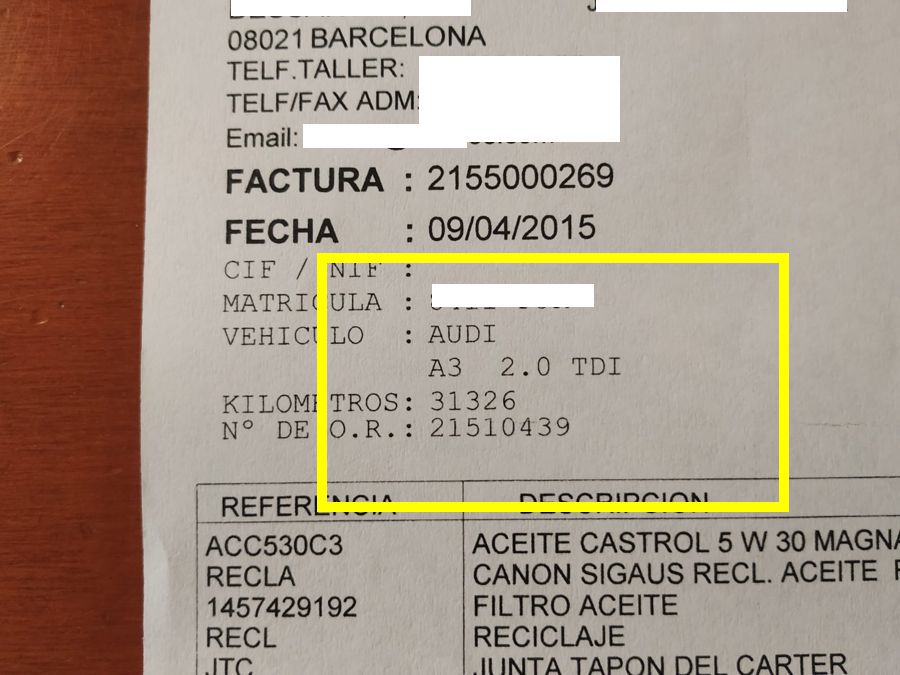 08021 BARCELONA
TELF.TALLER:
TELF/FAX ADM:
Email:
FACTURA : 2155000269
FECHA : 09/04/2015
CIF / NIF :
MATRICULA :
VEHICULO : AUDI
A3 2.0 TDI
KILOMETROS: 31326
Nº DE O.R.: 21510439
REFERENCIA DESCRIPCION
ACC530C3 ACEITE CASTROL 5 W 30 MAGNA
RECLA CANON SIGAUS RECL. ACEITE
1457429192 FILTRO ACEITE
RECL RECICLAJE
JTC JUNTA TAPON DEL CARTER